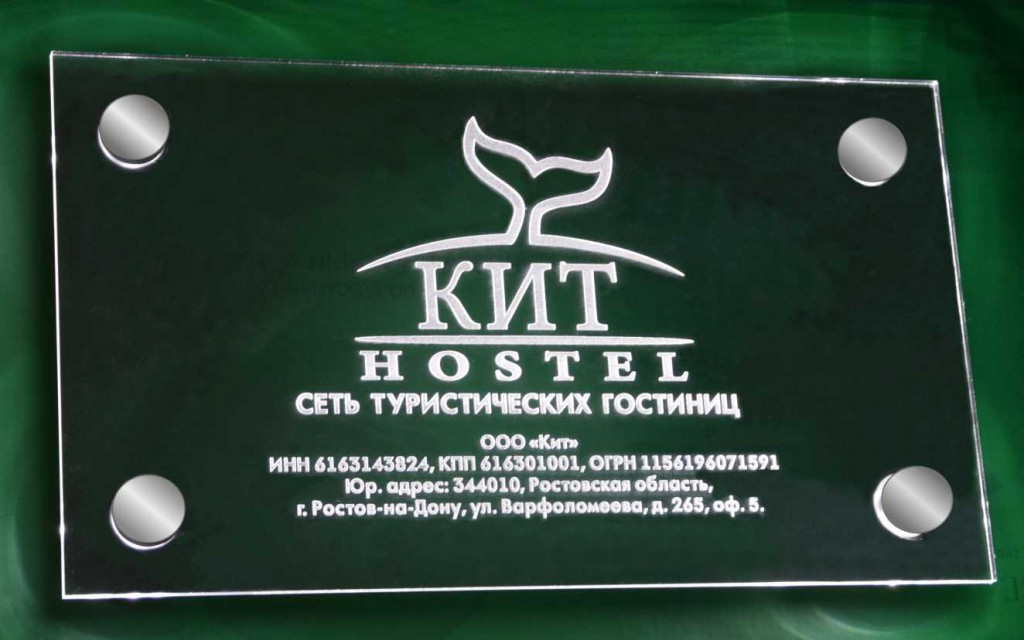 КИТ
HOSTEL
СЕТЬ ТУРИСТИЧЕСКИХ ГОСТИНИЦ
ООО «Кит»
ИНН 6163143824, КПП 616301001, ОГРН 1156196071591
Юр. адрес: 344010, Ростовская область,
г. Ростов-на-Дону, ул. Варфоломеева, д. 265, оф. 5.